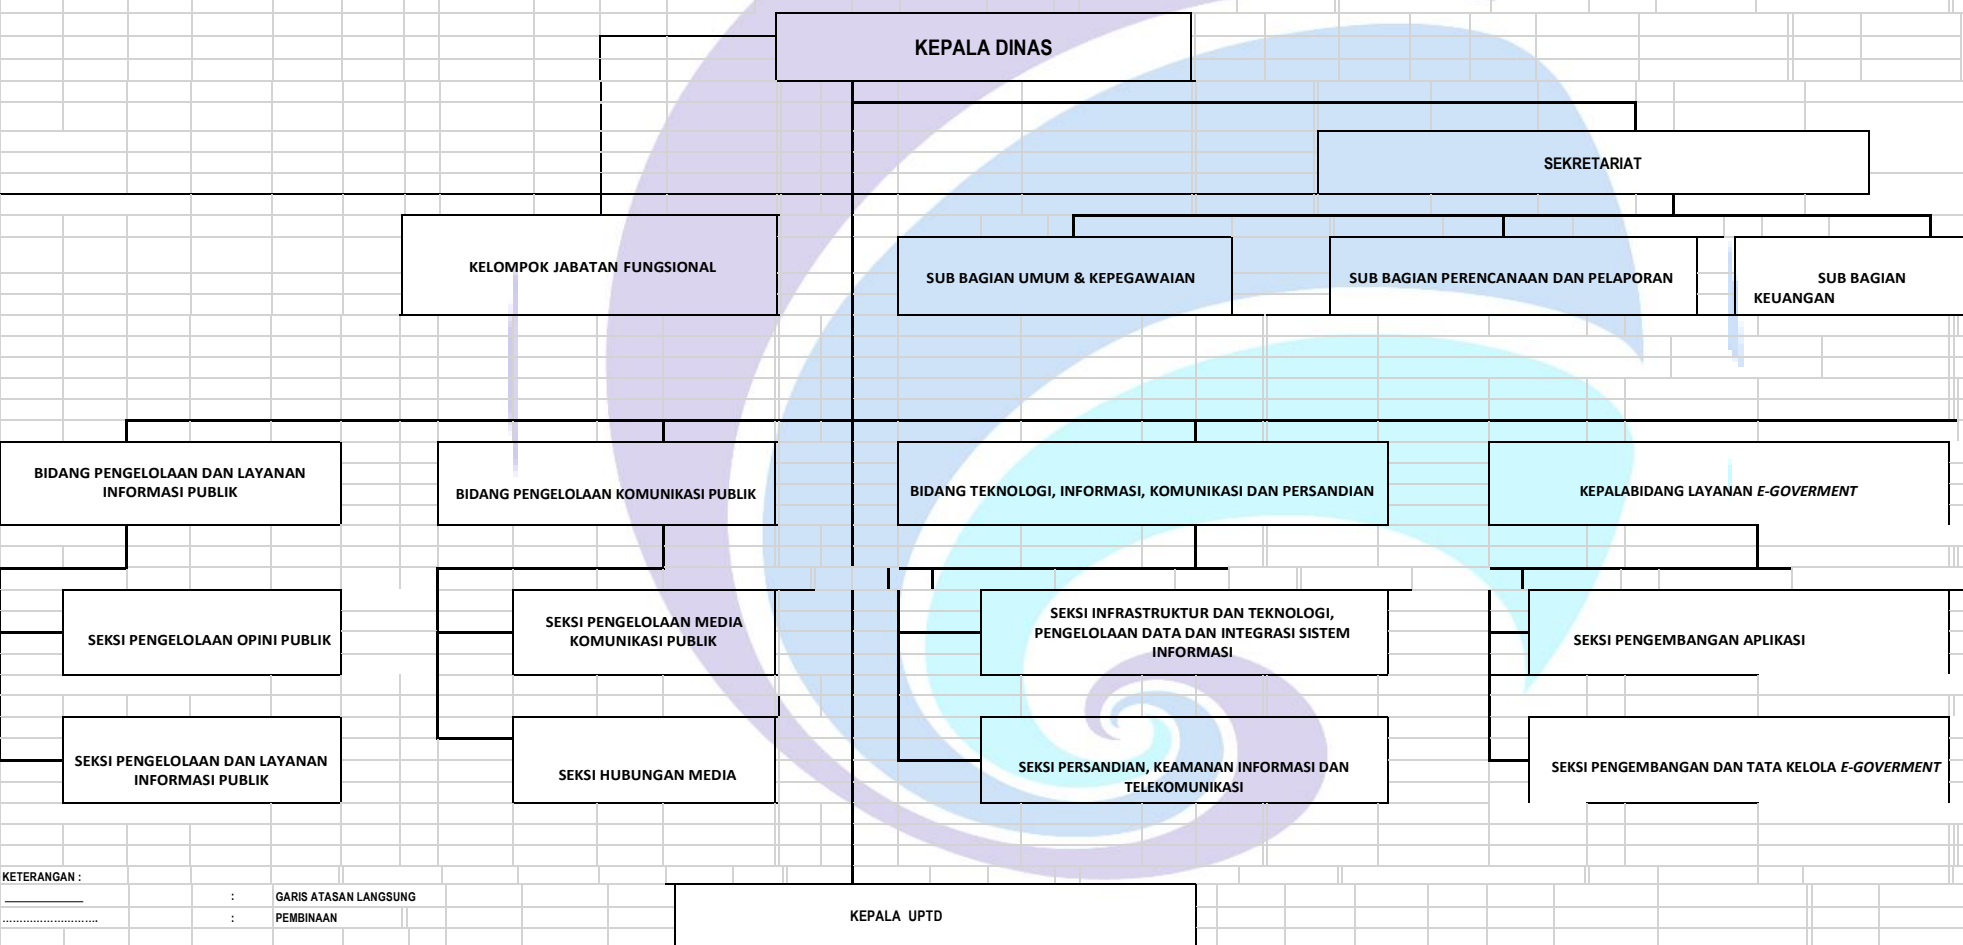 KEPALA DINAS
SEKRETARIAT
KELOMPOK JABATAN FUNGSIONAL
SUB BAGIAN UMUM & KEPEGAWAIAN
SUB BAGIAN PERENCANAAN DAN PELAPORAN
SUB BAGIAN
KEUANGAN
BIDANG PENGELOLAAN DAN LAYANAN
INFORMASI PUBLIK
BIDANG PENGELOLAAN KOMUNIKASI PUBLIK
BIDANG TEKNOLOGI, INFORMASI, KOMUNIKASI DAN PERSANDIAN
KEPALABIDANG LAYANAN E-GOVERMENT
SEKSI PENGELOLAAN OPINI PUBLIK
SEKSI PENGELOLAAN MEDIA
KOMUNIKASI PUBLIK
SEKSI INFRASTRUKTUR DAN TEKNOLOGI,
PENGELOLAAN DATA DAN INTEGRASI SISTEM
INFORMASI
SEKSI PENGEMBANGAN APLIKASI
SEKSI PENGELOLAAN DAN LAYANAN
INFORMASI PUBLIK
SEKSI HUBUNGAN MEDIA
SEKSI PERSANDIAN, KEAMANAN INFORMASI DAN
TELEKOMUNIKASI
SEKSI PENGEMBANGAN DAN TATA KELOLA E-GOVERMENT
KETERANGAN :
: GARIS ATASAN LANGSUNG
............................ : PEMBINAAN
KEPALA UPTD